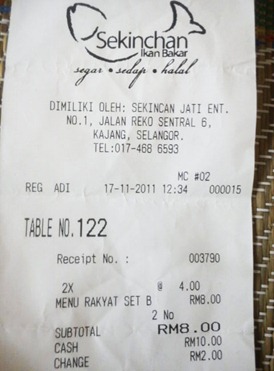 Sekinchan
Ikan Bakar
segar • sedap • halal
DIMILIKI OLEH: SEKINCAN JATI ENT.
NO.1, JALAN REKO SENTRAL 6,
KAJANG, SELANGOR.
TEL:017-468 6593
MC #02
REG ADI 17-11-2011 12:34 000015
TABLE NO. 122
Receipt No. : 003790
2X @ 4.00
MENU RAKYAT SET B RM8.00
2 No
SUBTOTAL RM8.00
CASH RM10.00
CHANGE RM2.00